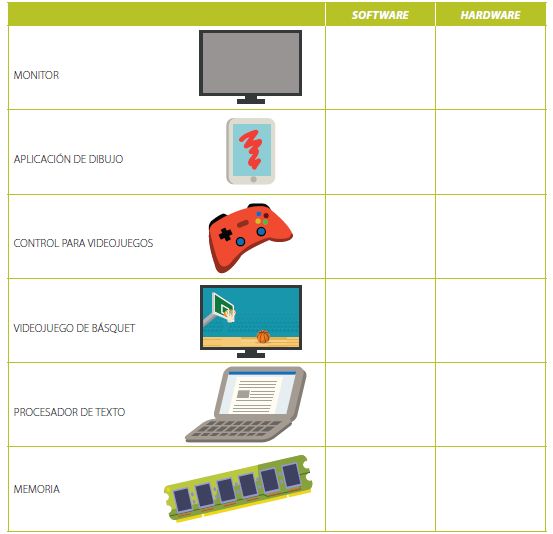 SOFTWARE HARDWARE
MONITOR
APLICACIÓN DE DIBUJO
CONTROL PARA VIDEOJUEGOS
VIDEOJUEGO DE BÁSQUET
PROCESADOR DE TEXTO
MEMORIA